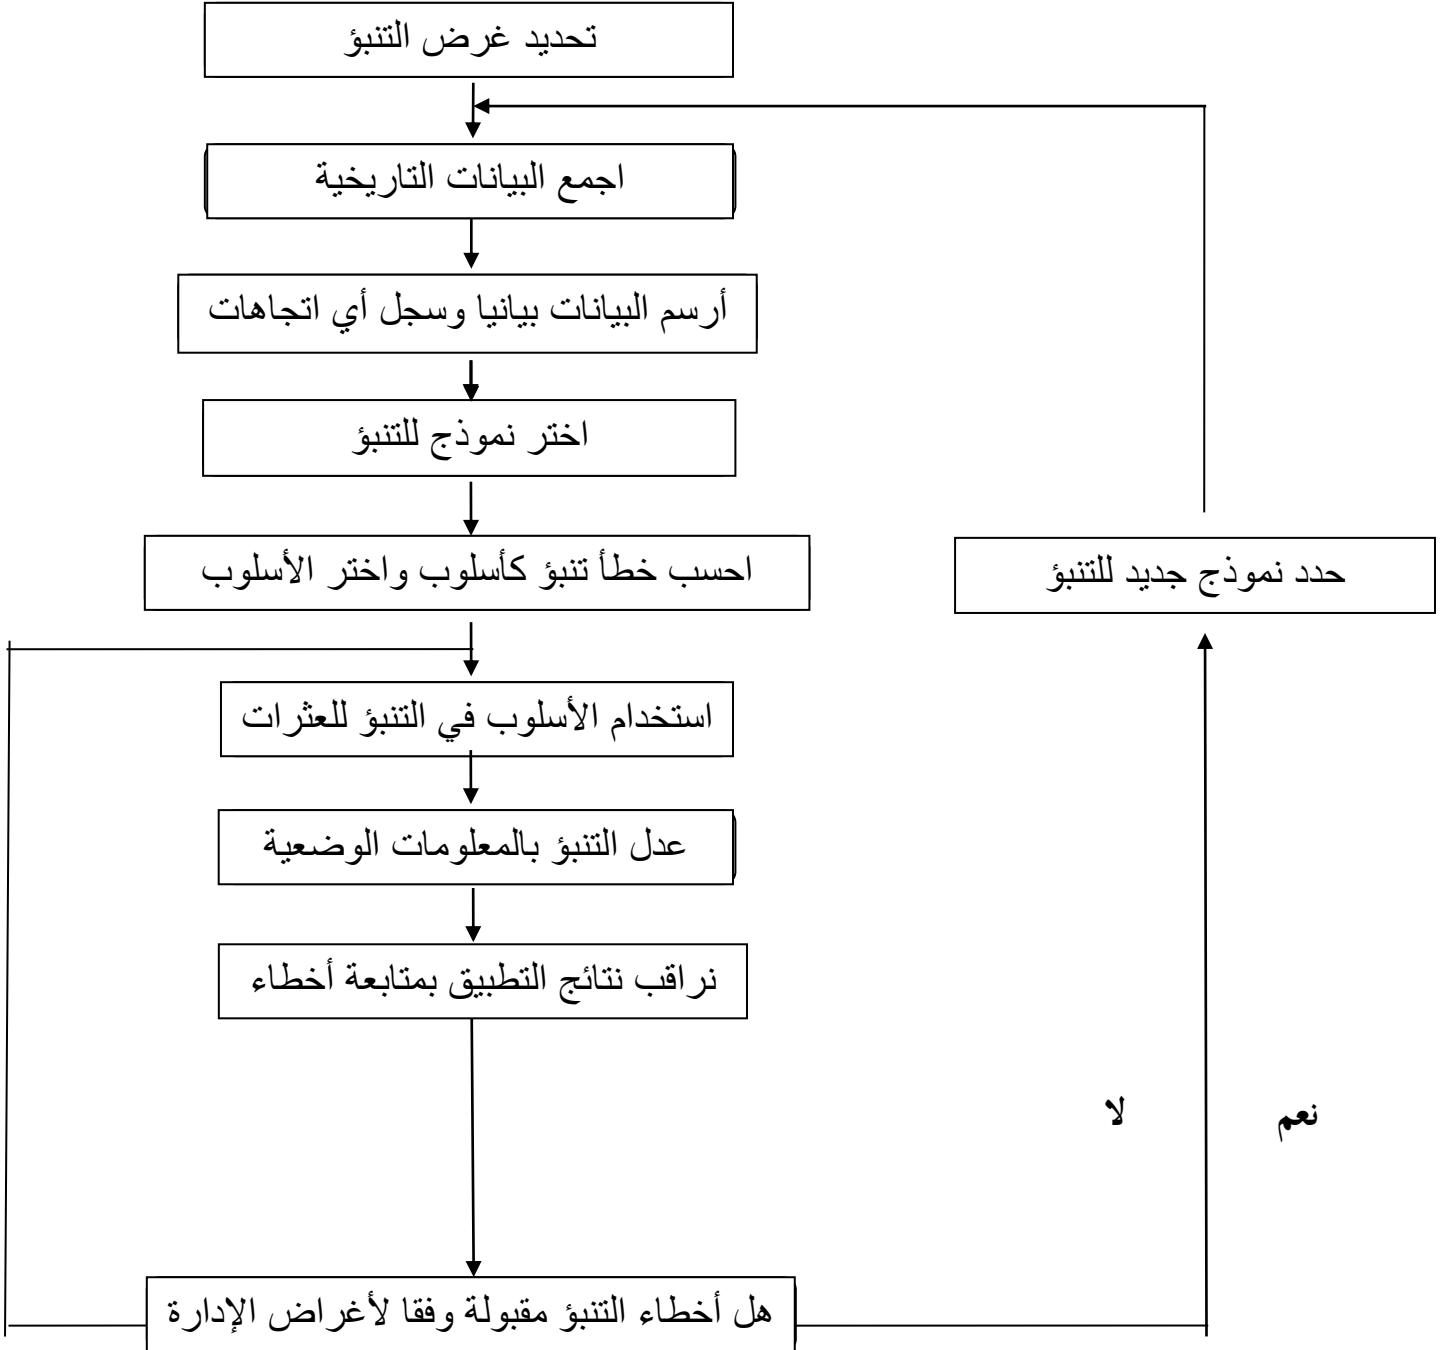 تحديد غرض التنبؤ
اجمع البيانات التاريخية
أرسم البيانات بيانيا وسجل أي اتجاهات
اختر نموذج للتنبؤ
احسب خطأ تنبؤ كأسلوب واختر الأسلوب
حدد نموذج جديد للتنبؤ
استخدام الأسلوب في التنبؤ للعثرات
عدل التنبؤ بالمعلومات الوضعية
نراقب نتائج التطبيق بمتابعة أخطاء
نعم
لا
هل أخطاء التنبؤ مقبولة وفقا لأغراض الإدارة